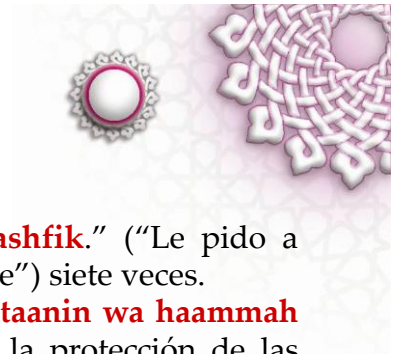 ashfik.” (“Le pido a
e”) siete veces.
taanin wa haammah
la protección de las